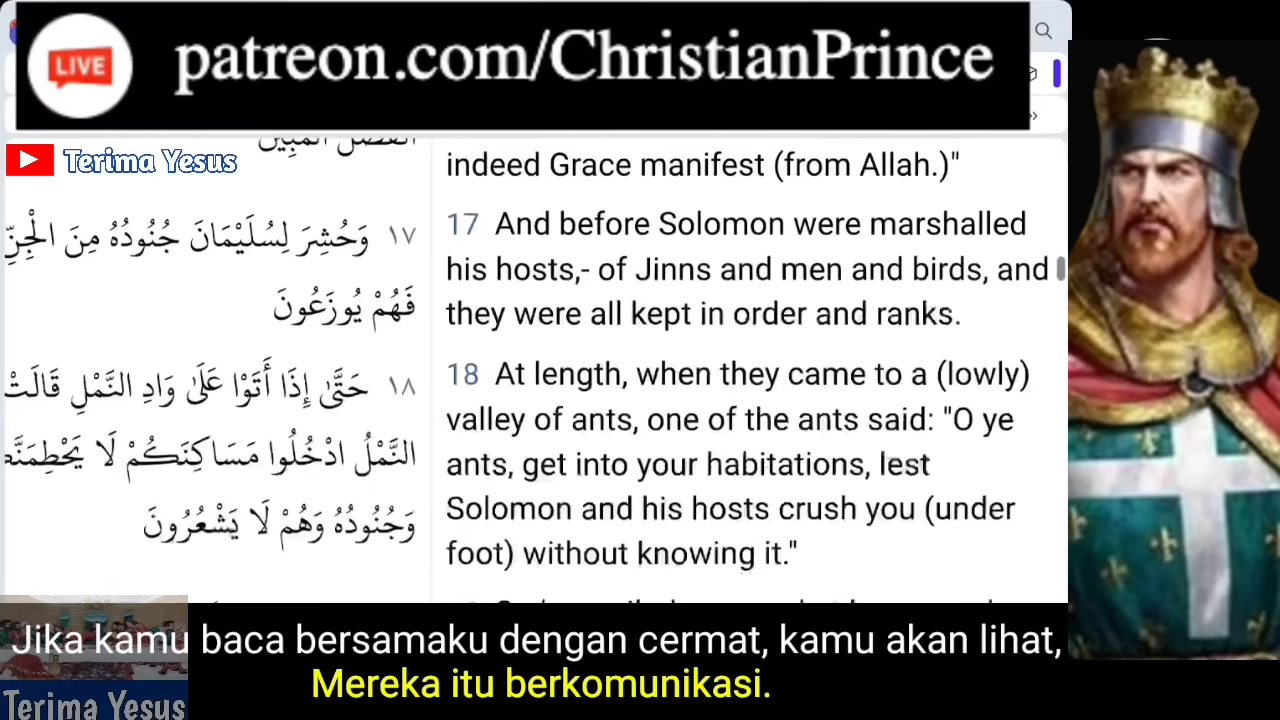 LIVE
patreon.com/ChristianPrince
Terima Yesus
indeed Grace manifest (from Allah.)"
١٧ وَحُشِرَ لِسُلَيْمَانَ جُنُودُهُ مِنَ الْجِنِّ
فَهُمْ يُوزَعُونَ
17 And before Solomon were marshalled
his hosts,- of Jinns and men and birds, and
they were all kept in order and ranks.
١٨ حَتَّىٰ إِذَا أَتَوْا عَلَىٰ وَادِ النَّمْلِ قَالَتْ
النَّمْلُ ادْخُلُوا مَسَاكِنَكُمْ لَا
وَجُنُودُهُ وَهُمْ لَا يَشْعُرُونَ
18 At length, when they came to a (lowly)
valley of ants, one of the ants said: "O ye
ants, get into your habitations, lest
Solomon and his hosts crush you (under
foot) without knowing it."
Jika kamu baca bersamaku dengan cermat, kamu akan lihat,
Mereka itu berkomunikasi.
Terima Yesus